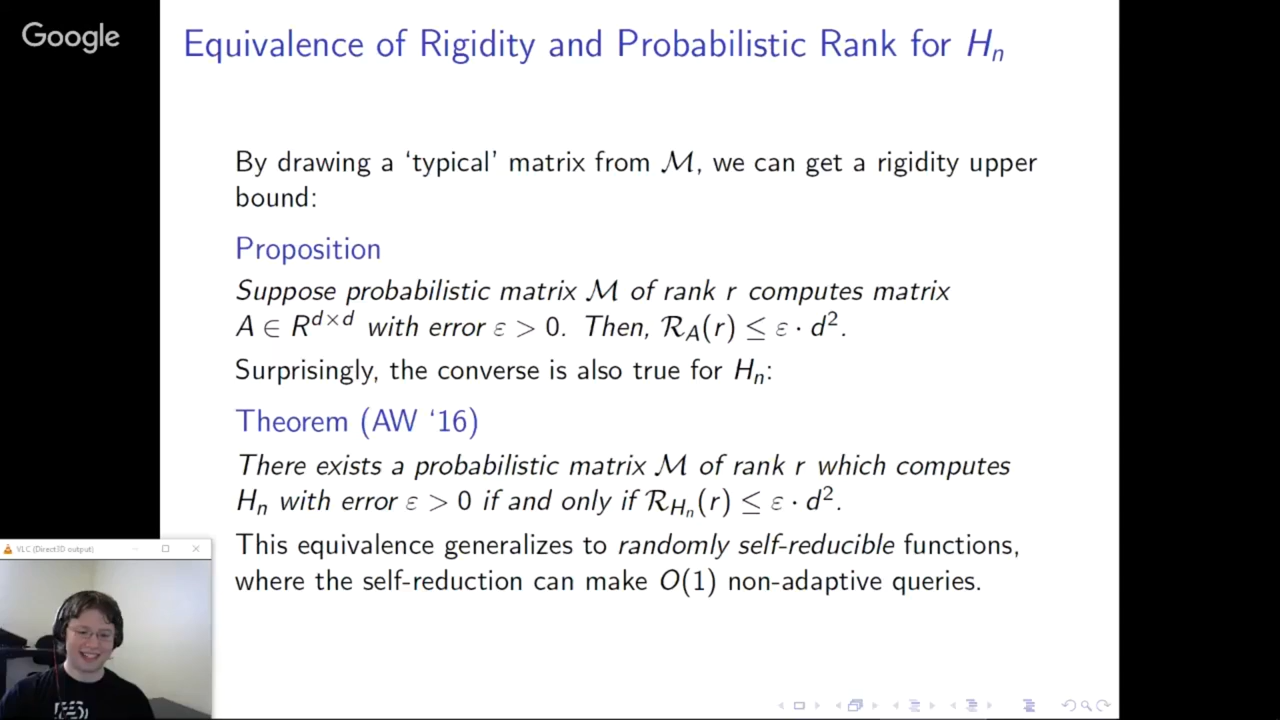 Google
Equivalence of Rigidity and Probabilistic Rank for Hₙ
By drawing a ‘typical’ matrix from ℳ, we can get a rigidity upper
bound:
Proposition
Suppose probabilistic matrix ℳ of rank r computes matrix
A ∈ R^{d×d} with error ε > 0. Then, ℛ_A(r) ≤ ε · d².
Surprisingly, the converse is also true for Hₙ:
Theorem (AW ‘16)
There exists a probabilistic matrix ℳ of rank r which computes
Hₙ with error ε > 0 if and only if ℛ_{Hₙ}(r) ≤ ε · d².
This equivalence generalizes to randomly self-reducible functions,
where the self-reduction can make O(1) non-adaptive queries.
VLC (Direct3D output)